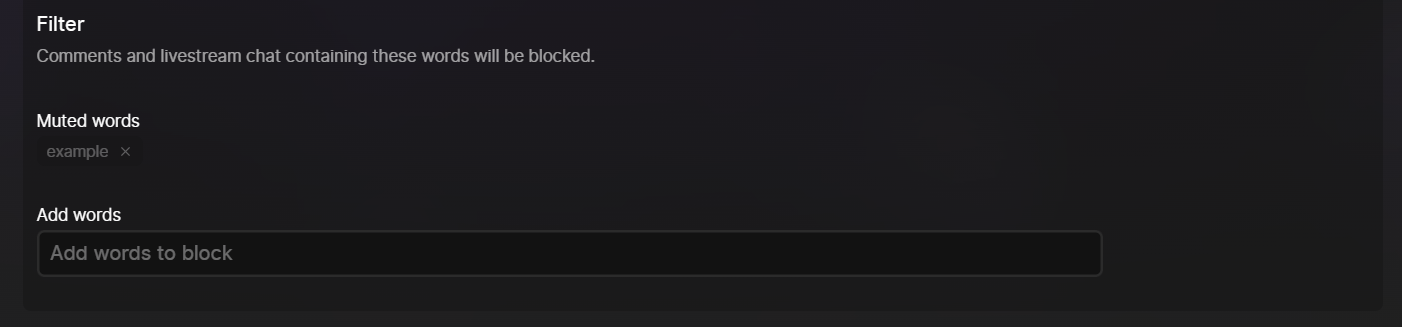 Filter
Comments and livestream chat containing these words will be blocked.
Muted words
example ×
Add words
Add words to block